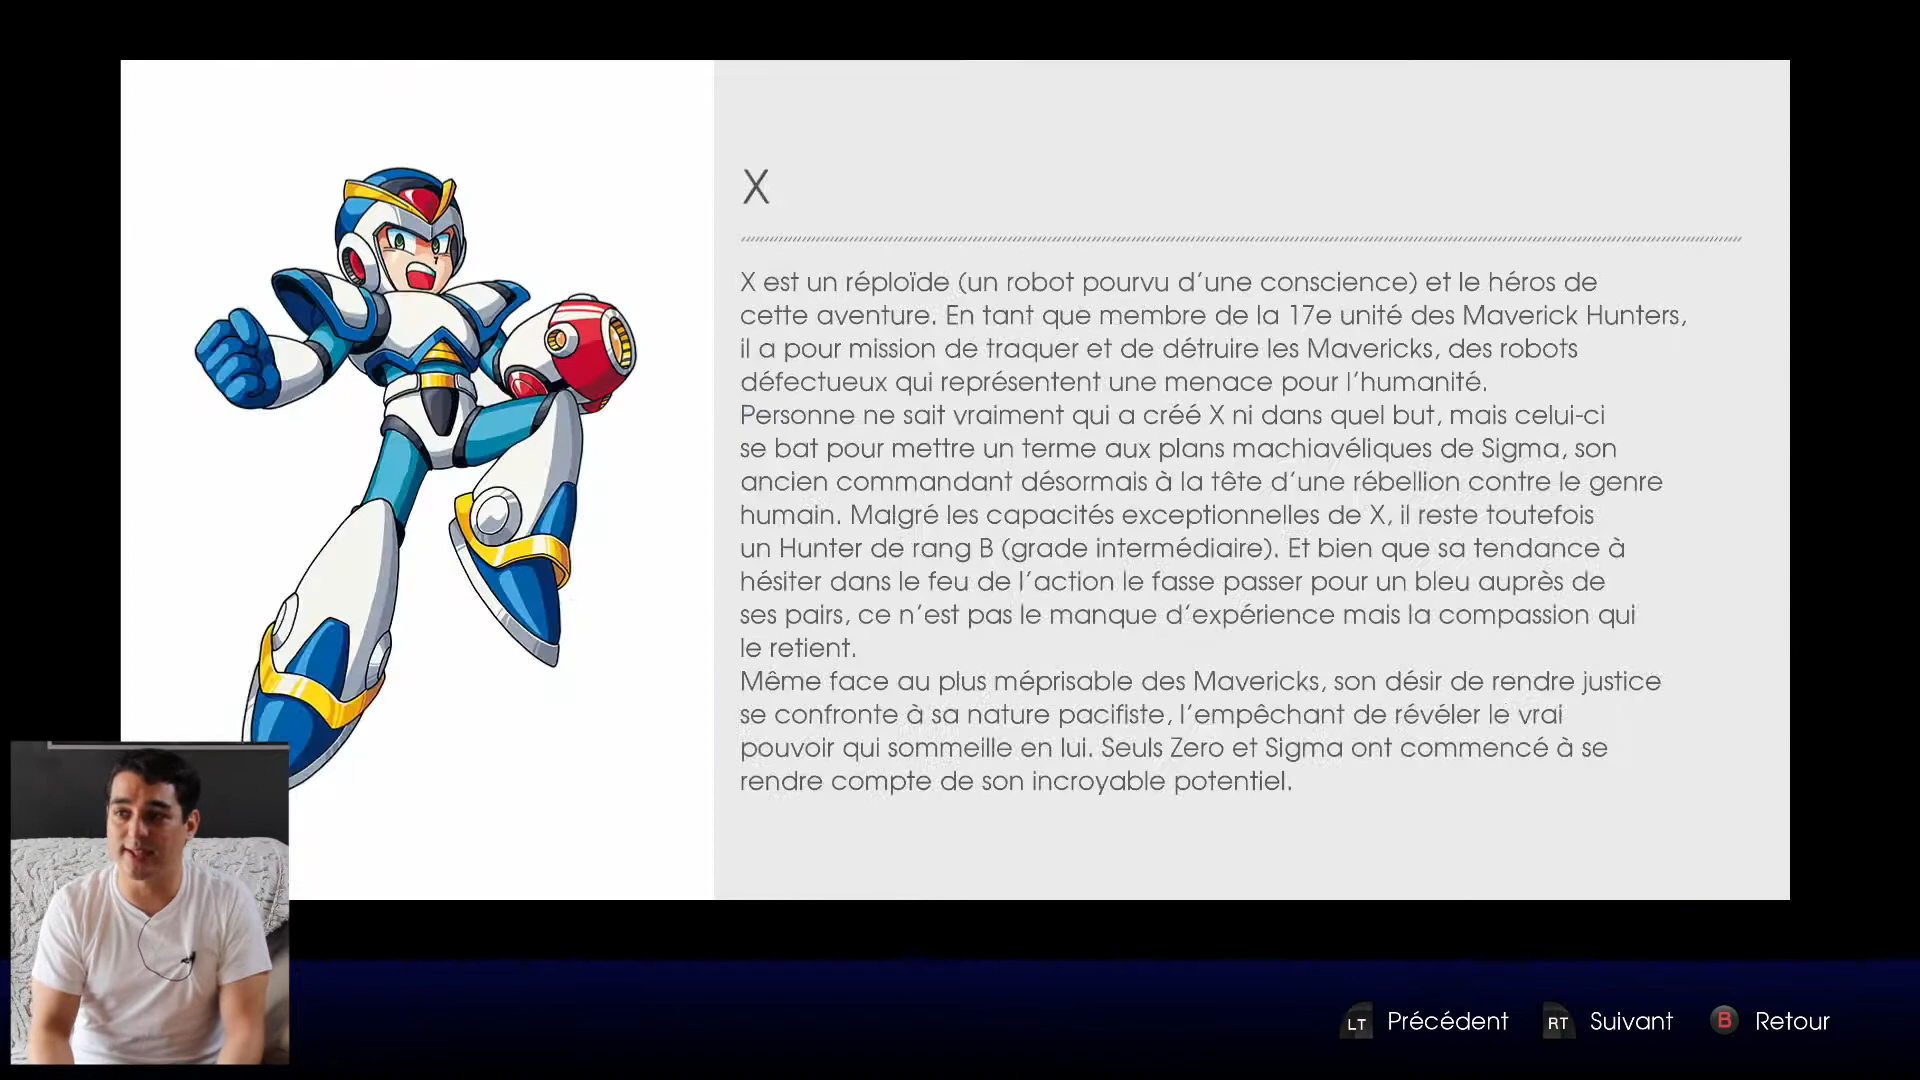 X
X est un réploïde (un robot pourvu d’une conscience) et le héros de
cette aventure. En tant que membre de la 17e unité des Maverick Hunters,
il a pour mission de traquer et de détruire les Mavericks, des robots
défectueux qui représentent une menace pour l’humanité.
Personne ne sait vraiment qui a créé X ni dans quel but, mais celui-ci
se bat pour mettre un terme aux plans machiavéliques de Sigma, son
ancien commandant désormais à la tête d’une rébellion contre le genre
humain. Malgré les capacités exceptionnelles de X, il reste toutefois
un Hunter de rang B (grade intermédiaire). Et bien que sa tendance à
hésiter dans le feu de l’action le fasse passer pour un bleu auprès de
ses pairs, ce n’est pas le manque d’expérience mais la compassion qui
le retient.
Même face au plus méprisable des Mavericks, son désir de rendre justice
se confronte à sa nature pacifiste, l’empêchant de révéler le vrai
pouvoir qui sommeille en lui. Seuls Zero et Sigma ont commencé à se
rendre compte de son incroyable potentiel.
LT Précédent RT Suivant B Retour